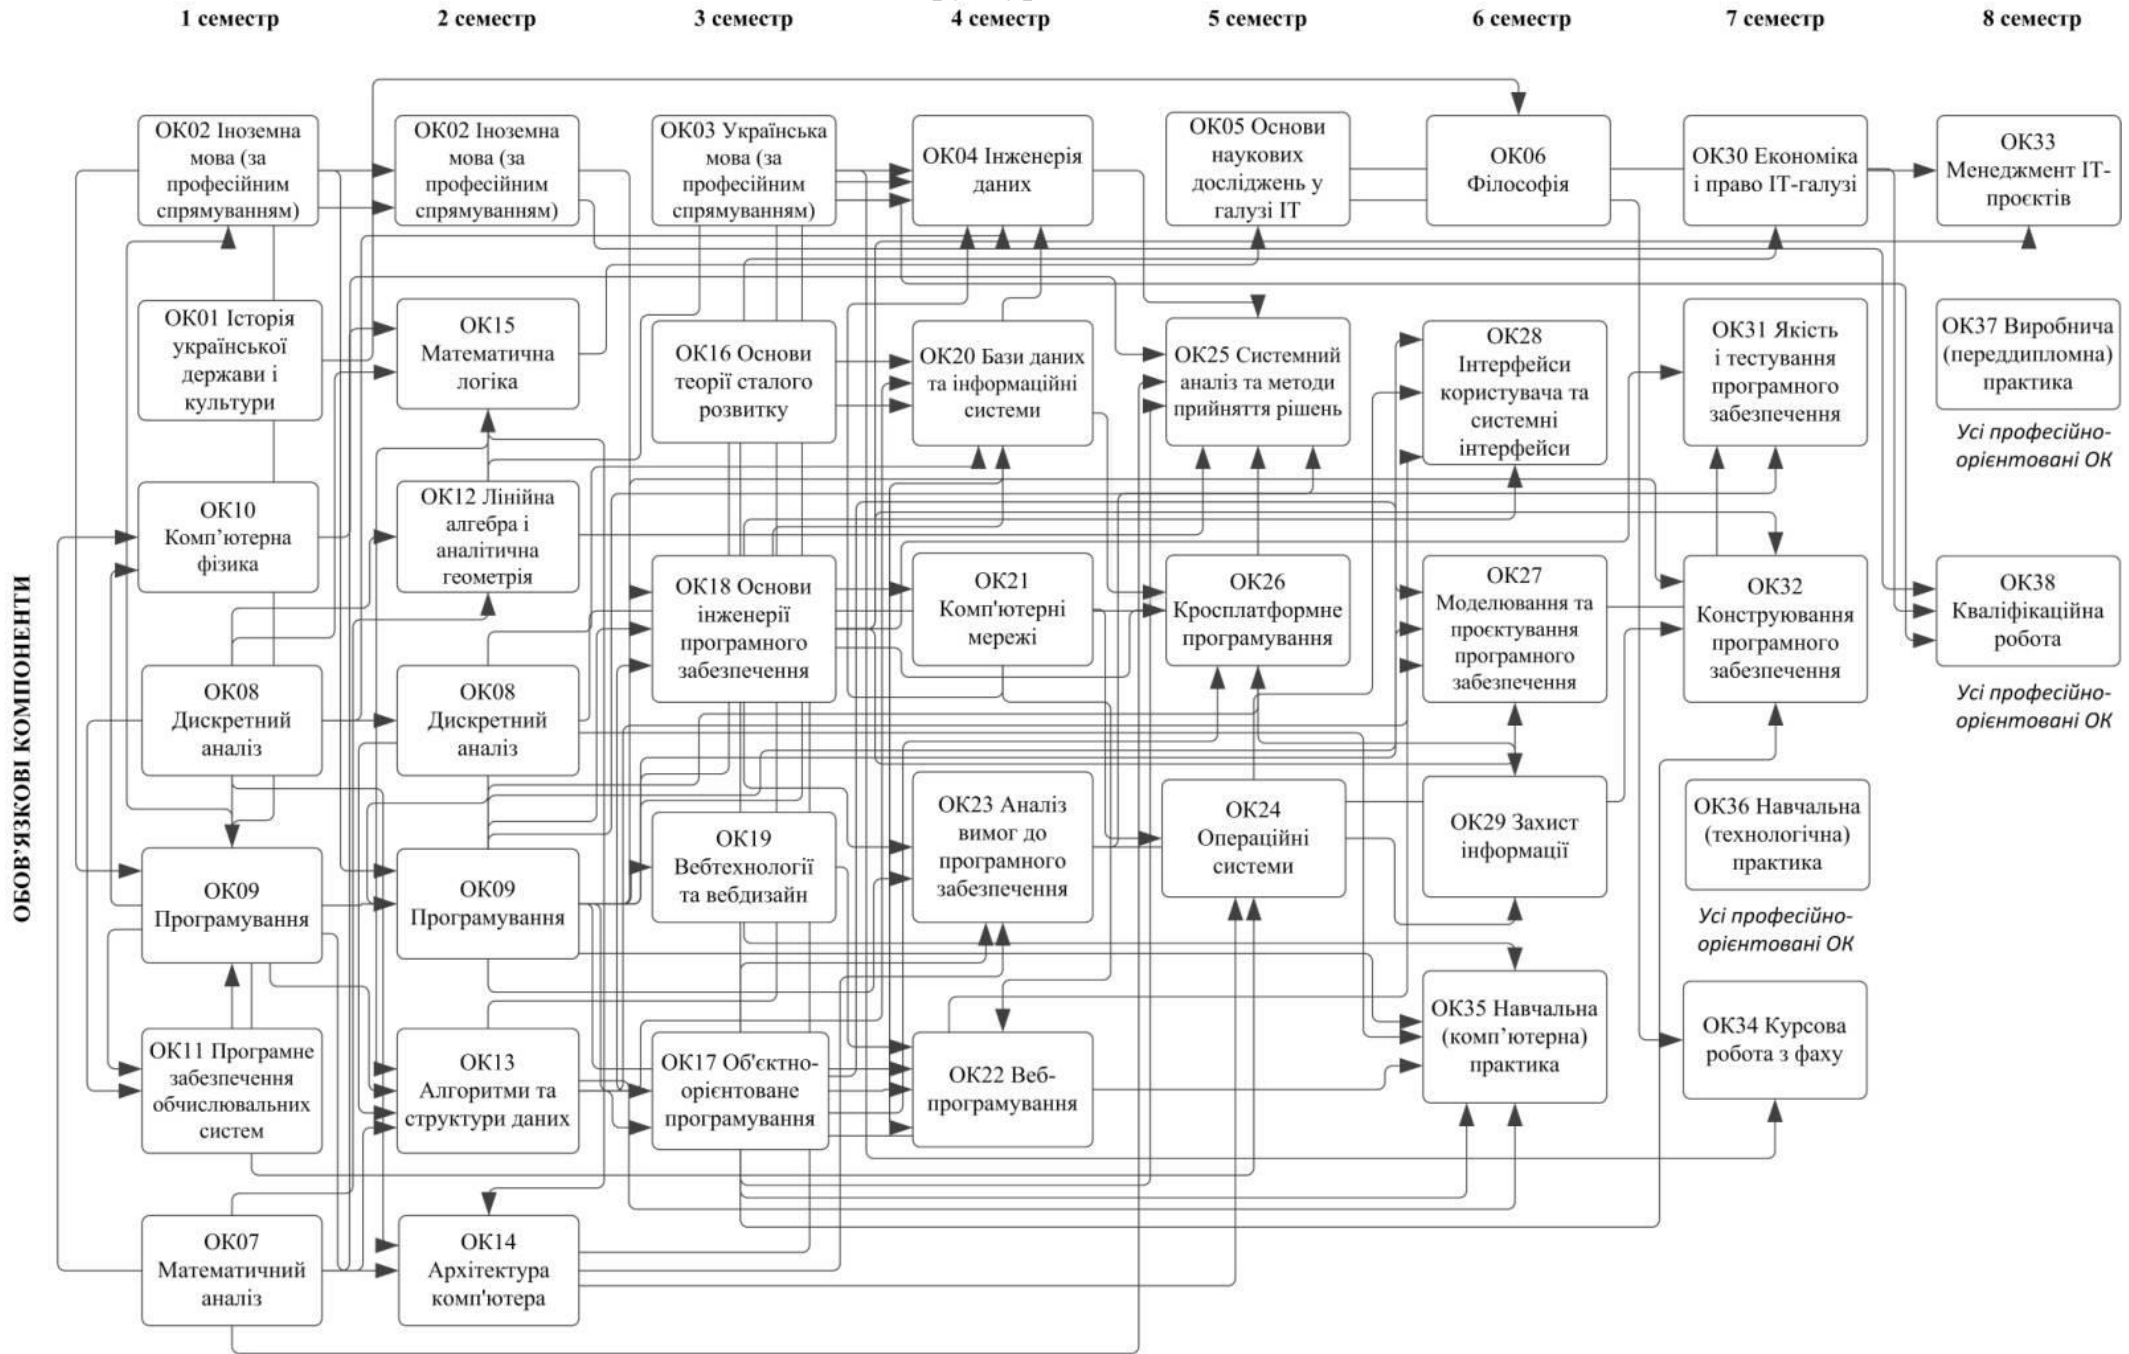 1 семестр
2 семестр
3 семестр
4 семестр
5 семестр
6 семестр
7 семестр
8 семестр
ОБОВ'ЯЗКОВІ КОМПОНЕНТИ
ОК02 Іноземна
мова (за
професійним
спрямуванням)
ОК01 Історія
української
держави і
культури
ОК10
Комп’ютерна
фізика
ОК08
Дискретний
аналіз
ОК09
Програмування
ОК11 Програмне
забезпечення
обчислювальних
систем
ОК07
Математичний
аналіз
ОК02 Іноземна
мова (за
професійним
спрямуванням)
ОК15
Математична
логіка
ОК12 Лінійна
алгебра і
аналітична
геометрія
ОК08
Дискретний
аналіз
ОК09
Програмування
ОК13
Алгоритми та
структури даних
ОК14
Архітектура
комп'ютера
ОК03 Українська
мова (за
професійним
спрямуванням)
ОК16 Основи
теорії сталого
розвитку
ОК18 Основи
інженерії
програмного
забезпечення
ОК19
Вебтехнології
та вебдизайн
ОК17 Об'єктно-
орієнтоване
програмування
ОК04 Інженерія
даних
ОК20 Бази даних
та інформаційні
системи
ОК21
Комп'ютерні
мережі
ОК23 Аналіз
вимог до
програмного
забезпечення
ОК22 Веб-
програмування
ОК05 Основи
наукових
досліджень у
галузі ІТ
ОК25 Системний
аналіз та методи
прийняття рішень
ОК26
Кросплатформне
програмування
ОК24
Операційні
системи
ОК06
Філософія
ОК28
Інтерфейси
користувача та
системні
інтерфейси
ОК27
Моделювання та
проєктування
програмного
забезпечення
ОК29 Захист
інформації
ОК35 Навчальна
(комп’ютерна)
практика
ОК30 Економіка
і право ІТ-галузі
ОК31 Якість
і тестування
програмного
забезпечення
ОК32
Конструювання
програмного
забезпечення
ОК36 Навчальна
(технологічна)
практика
Усі професійно-
орієнтовані ОК
ОК34 Курсова
робота з фаху
ОК33
Менеджмент ІТ-
проєктів
ОК37 Виробнича
(переддипломна)
практика
Усі професійно-
орієнтовані ОК
ОК38
Кваліфікаційна
робота
Усі професійно-
орієнтовані ОК